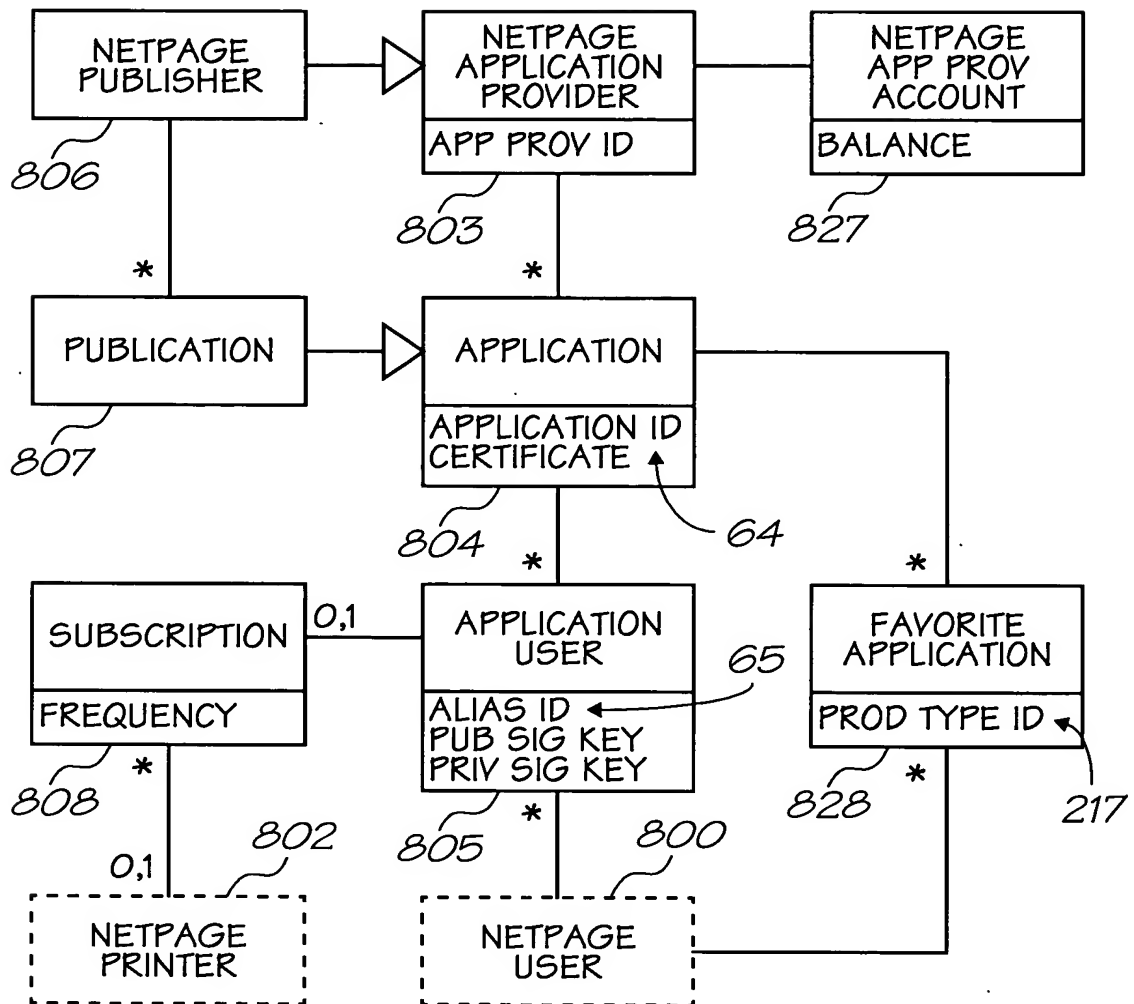 NETPAGE
PUBLISHER
NETPAGE
APPLICATION
PROVIDER
APP PROV ID
NETPAGE
APP PROV
ACCOUNT
BALANCE
806
803
827
*
*
PUBLICATION
APPLICATION
APPLICATION ID
CERTIFICATE
807
804
64
*
*
SUBSCRIPTION
FREQUENCY
0,1
APPLICATION
USER
ALIAS ID
PUB SIG KEY
PRIV SIG KEY
65
FAVORITE
APPLICATION
PROD TYPE ID
808
*
805
*
828
*
217
802
800
0,1
NETPAGE
PRINTER
NETPAGE
USER